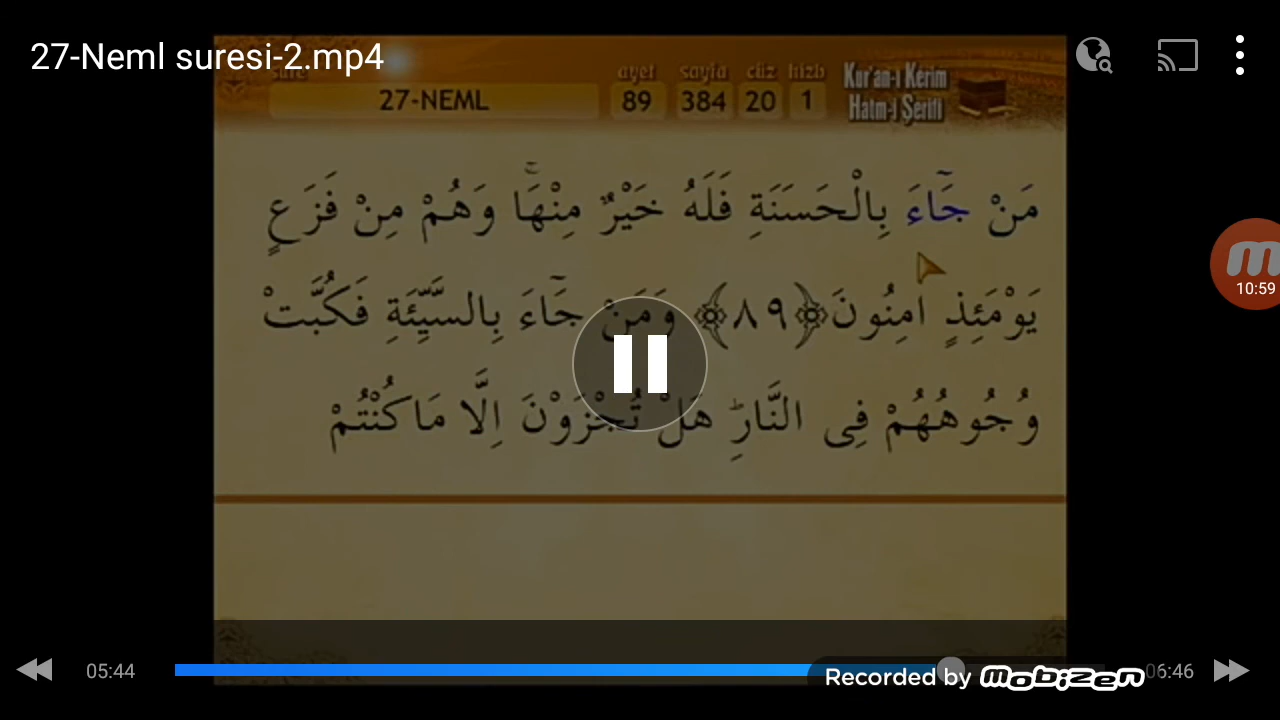 27-Neml suresi-2.mp4
sure
ayet sayfa cüz hizb
27-NEML 89 384 20 1
Kur'an-ı Kerim
Hatm-i Şerifi
مَنْ جَٓاءَ بِالْحَسَنَةِ فَلَهُ خَيْرٌ مِنْهَاۚ وَهُمْ مِنْ فَزَعٍ
يَوْمَئِذٍ اٰمِنُونَ ﴿٨٩﴾ وَمَنْ جَٓاءَ بِالسَّيِّئَةِ فَكُبَّتْ
وُجُوهُهُمْ فِى النَّارِۜ هَلْ تُجْزَوْنَ اِلَّا مَاكُنْتُمْ
10:59
05:44
06:46
Recorded by Mobizen